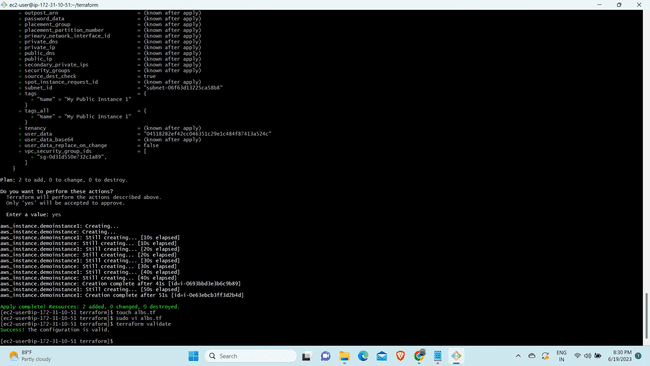 ec2-user@ip-172-31-10-51:~/terraform
+ outpost_arn = (known after apply)
+ password_data = (known after apply)
+ placement_group = (known after apply)
+ placement_partition_number = (known after apply)
+ primary_network_interface_id = (known after apply)
+ private_dns = (known after apply)
+ private_ip = (known after apply)
+ public_dns = (known after apply)
+ public_ip = (known after apply)
+ secondary_private_ips = (known after apply)
+ security_groups = (known after apply)
+ source_dest_check = true
+ spot_instance_request_id = (known after apply)
+ subnet_id = "subnet-06f63d13225ca58b8"
+ tags = {
+ "Name" = "My Public Instance 1"
}
+ tags_all = {
+ "Name" = "My Public Instance 1"
}
+ tenancy = (known after apply)
+ user_data = "04518282ef42cc046351c29e1c484f87413a524c"
+ user_data_base64 = (known after apply)
+ user_data_replace_on_change = false
+ vpc_security_group_ids = [
+ "sg-0d31d550e732c1a89",
]
}
Plan: 2 to add, 0 to change, 0 to destroy.
Do you want to perform these actions?
Terraform will perform the actions described above.
Only 'yes' will be accepted to approve.
Enter a value: yes
aws_instance.demoinstance1: Creating...
aws_instance.demoinstance: Creating...
aws_instance.demoinstance1: Still creating... [10s elapsed]
aws_instance.demoinstance: Still creating... [10s elapsed]
aws_instance.demoinstance1: Still creating... [20s elapsed]
aws_instance.demoinstance: Still creating... [20s elapsed]
aws_instance.demoinstance1: Still creating... [30s elapsed]
aws_instance.demoinstance: Still creating... [30s elapsed]
aws_instance.demoinstance1: Still creating... [40s elapsed]
aws_instance.demoinstance: Still creating... [40s elapsed]
aws_instance.demoinstance: Creation complete after 41s [id=i-0693bbd3e3b6c9b89]
aws_instance.demoinstance1: Still creating... [50s elapsed]
aws_instance.demoinstance1: Creation complete after 51s [id=i-0e63ebcb3ff3d2b4d]
Apply complete! Resources: 2 added, 0 changed, 0 destroyed.
[ec2-user@ip-172-31-10-51 terraform]$ touch albs.tf
[ec2-user@ip-172-31-10-51 terraform]$ sudo vi albs.tf
[ec2-user@ip-172-31-10-51 terraform]$ terraform validate
Success! The configuration is valid.
[ec2-user@ip-172-31-10-51 terraform]$
89°F
Partly cloudy
Search
ENG
IN
8:30 PM
6/19/2023